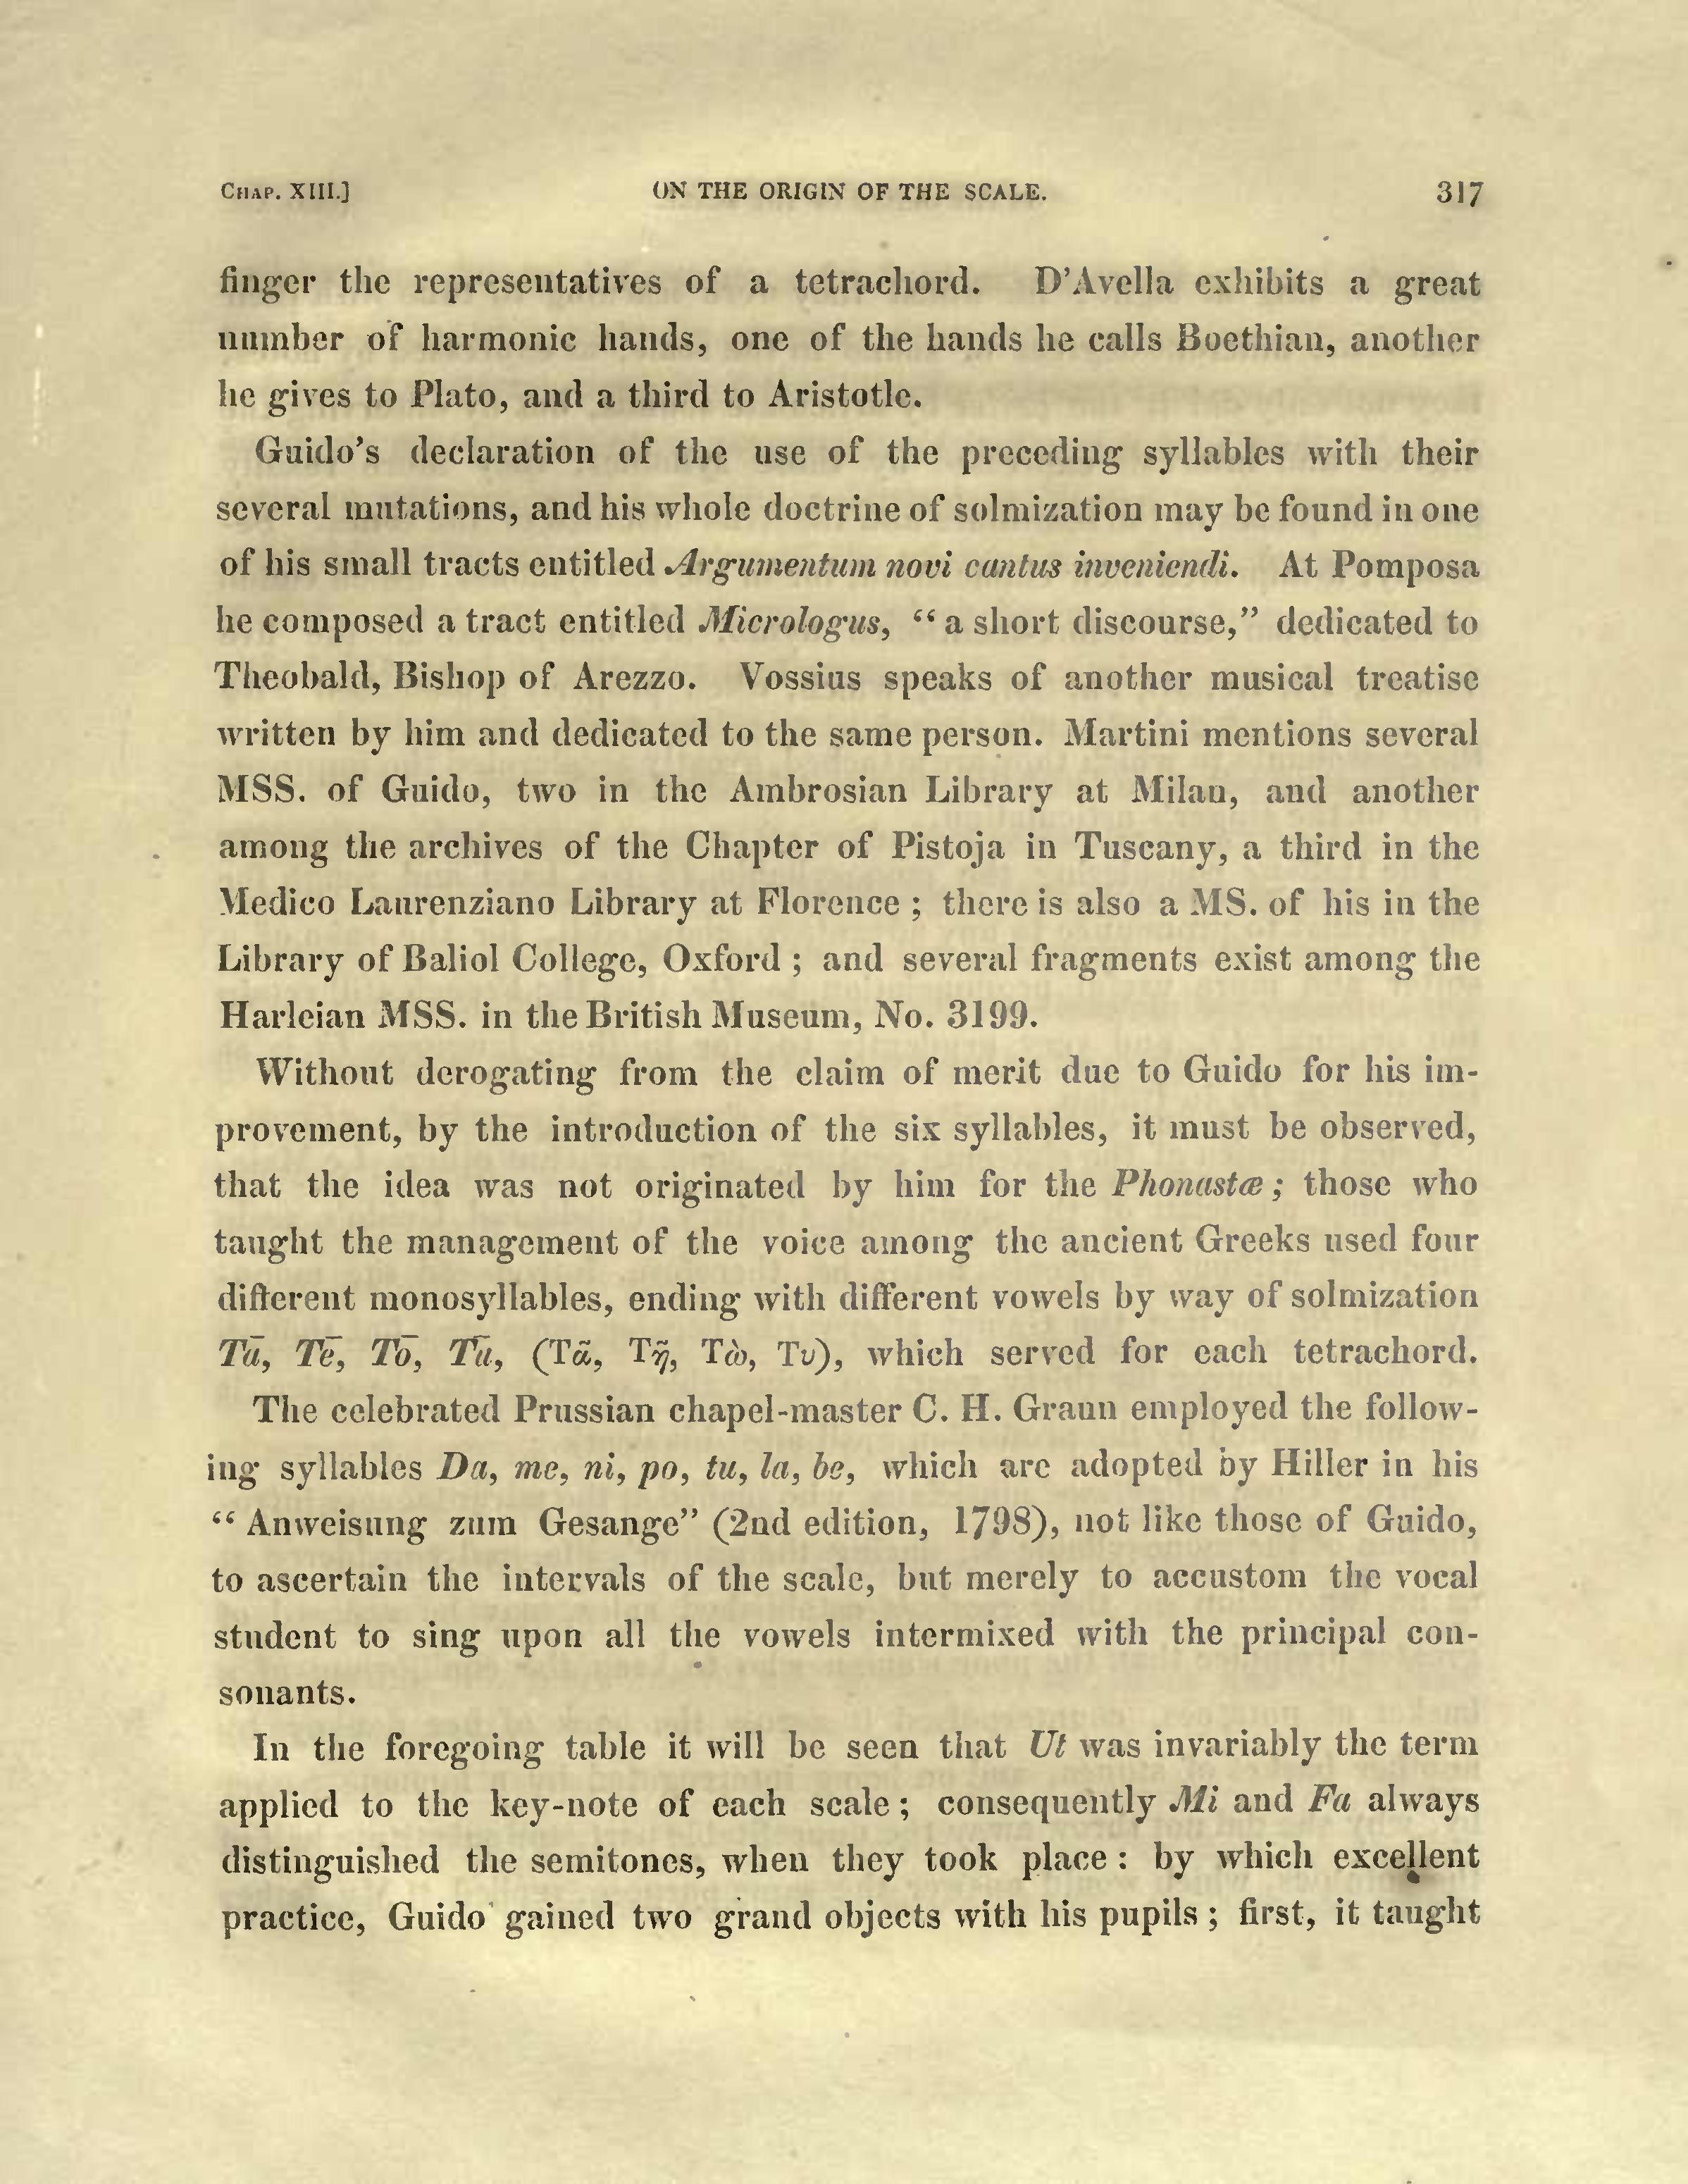 CHAP. XIII.] ON THE ORIGIN OF THE SCALE. 317
finger the representatives of a tetrachord. D'Avella exhibits a great
number of harmonic hands, one of the hands he calls Boethian, another
he gives to Plato, and a third to Aristotle.
Guido's declaration of the use of the preceding syllables with their
several mutations, and his whole doctrine of solmization may be found in one
of his small tracts entitled Argumentum novi cantus inveniendi. At Pomposa
he composed a tract entitled Micrologus, “a short discourse,” dedicated to
Theobald, Bishop of Arezzo. Vossius speaks of another musical treatise
written by him and dedicated to the same person. Martini mentions several
MSS. of Guido, two in the Ambrosian Library at Milan, and another
among the archives of the Chapter of Pistoja in Tuscany, a third in the
Medico Laurenziano Library at Florence; there is also a MS. of his in the
Library of Baliol College, Oxford; and several fragments exist among the
Harleian MSS. in the British Museum, No. 3199.
Without derogating from the claim of merit due to Guido for his im-
provement, by the introduction of the six syllables, it must be observed,
that the idea was not originated by him for the Phonastæ; those who
taught the management of the voice among the ancient Greeks used four
different monosyllables, ending with different vowels by way of solmization
Tā, Tē, Tō, Tū, (Tᾶ, Tῆ, Tὼ, Tυ), which served for each tetrachord.
The celebrated Prussian chapel-master C. H. Graun employed the follow-
ing syllables Da, me, ni, po, tu, la, be, which are adopted by Hiller in his
“Anweisung zum Gesange” (2nd edition, 1798), not like those of Guido,
to ascertain the intervals of the scale, but merely to accustom the vocal
student to sing upon all the vowels intermixed with the principal con-
sonants.
In the foregoing table it will be seen that Ut was invariably the term
applied to the key-note of each scale; consequently Mi and Fa always
distinguished the semitones, when they took place: by which excellent
practice, Guido gained two grand objects with his pupils; first, it taught